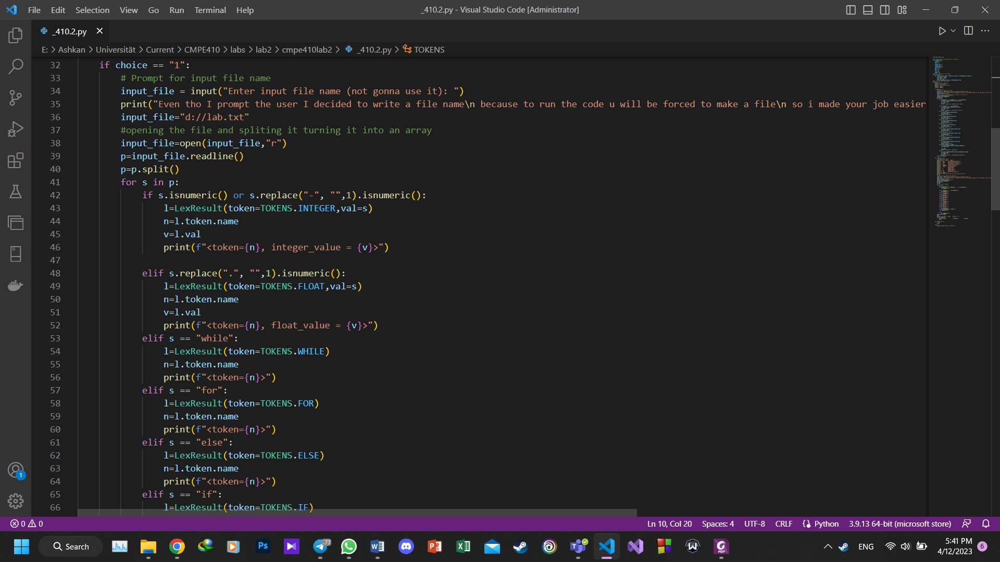 File Edit Selection View Go Run Terminal Help
_410.2.py - Visual Studio Code [Administrator]
_410.2.py
E: > Ashkan > Universität > Current > CMPE410 > labs > lab2 > cmpe410lab2 > _410.2.py > TOKENS
32 if choice == "1":
33 # Prompt for input file name
34 input_file = input("Enter input file name (not gonna use it): ")
35 print("Even tho I prompt the user I decided to write a file name\n because to run the code u will be forced to make a file\n so i made your job easier
36 input_file="d://lab.txt"
37 #opening the file and spliting it turning it into an array
38 input_file=open(input_file,"r")
39 p=input_file.readline()
40 p=p.split()
41 for s in p:
42 if s.isnumeric() or s.replace("-", "",1).isnumeric():
43 l=LexResult(token=TOKENS.INTEGER,val=s)
44 n=l.token.name
45 v=l.val
46 print(f"<token={n}, integer_value = {v}>")
47
48 elif s.replace(".", "",1).isnumeric():
49 l=LexResult(token=TOKENS.FLOAT,val=s)
50 n=l.token.name
51 v=l.val
52 print(f"<token={n}, float_value = {v}>")
53 elif s == "while":
54 l=LexResult(token=TOKENS.WHILE)
55 n=l.token.name
56 print(f"<token={n}>")
57 elif s == "for":
58 l=LexResult(token=TOKENS.FOR)
59 n=l.token.name
60 print(f"<token={n}>")
61 elif s == "else":
62 l=LexResult(token=TOKENS.ELSE)
63 n=l.token.name
64 print(f"<token={n}>")
65 elif s == "if":
66 l=LexResult(token=TOKENS.IF)
1
0 0
Ln 10, Col 20 Spaces: 4 UTF-8 CRLF Python 3.9.13 64-bit (microsoft store)
Search
Ps
77
PDF
ENG
5:41 PM
4/12/2023
6